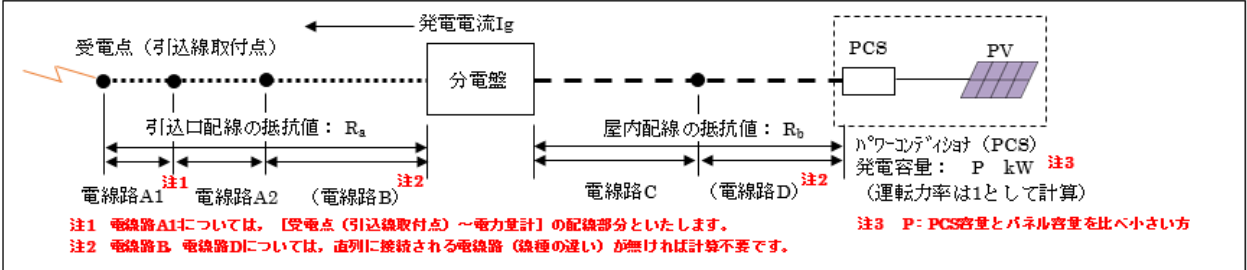 発電電流Ig
受電点（引込線取付点）
分電盤
PCS
PV
引込口配線の抵抗値： Ra
屋内配線の抵抗値： Rb
電線路A1
注1
電線路A2
（電線路B）
注2
電線路C
（電線路D）
注2
ﾊﾟﾜｰｺﾝﾃﾞｨｼｮﾅ（PCS）
発電容量： P kW 注3
（運転力率は1として計算）
注1 電線路A1については，［受電点（引込線取付点）～電力量計］の配線部分といたします。
注2 電線路B，電線路Dについては，直列に接続される電線路（線種の違い）が無ければ計算不要です。
注3 P：PCS容量とパネル容量を比べ小さい方